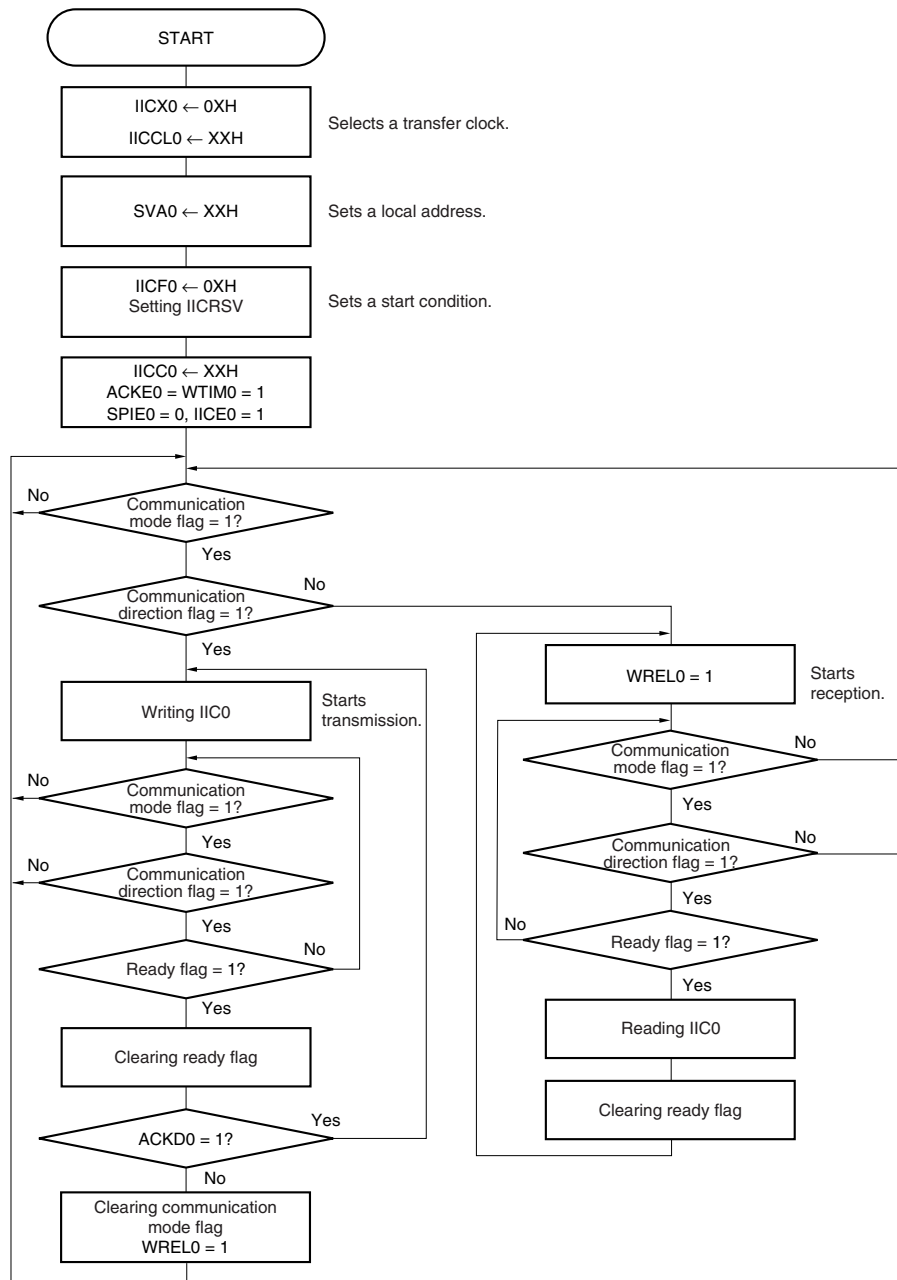 START
IICX0 ← 0XH
IICCL0 ← XXH
Selects a transfer clock.
SVA0 ← XXH
Sets a local address.
IICF0 ← 0XH
Setting IICRSV
Sets a start condition.
IICC0 ← XXH
ACKE0 = WTIM0 = 1
SPIE0 = 0, IICE0 = 1
No
Communication
mode flag = 1?
Yes
No
Communication
direction flag = 1?
Yes
Writing IIC0
Starts
transmission.
No
Communication
mode flag = 1?
Yes
No
Communication
direction flag = 1?
Yes
No
Ready flag = 1?
Yes
Clearing ready flag
Yes
ACKD0 = 1?
No
Clearing communication
mode flag
WREL0 = 1
WREL0 = 1
Starts
reception.
No
Communication
mode flag = 1?
Yes
No
Communication
direction flag = 1?
Yes
No
Ready flag = 1?
Yes
Reading IIC0
Clearing ready flag